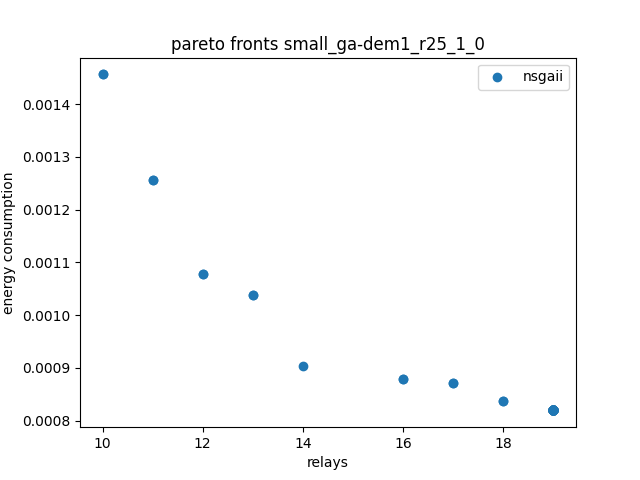 pareto fronts small_ga-dem1_r25_1_0
nsgaii
0.0014
0.0013
0.0012
0.0011
0.0010
0.0009
0.0008
energy consumption
10 12 14 16 18
relays